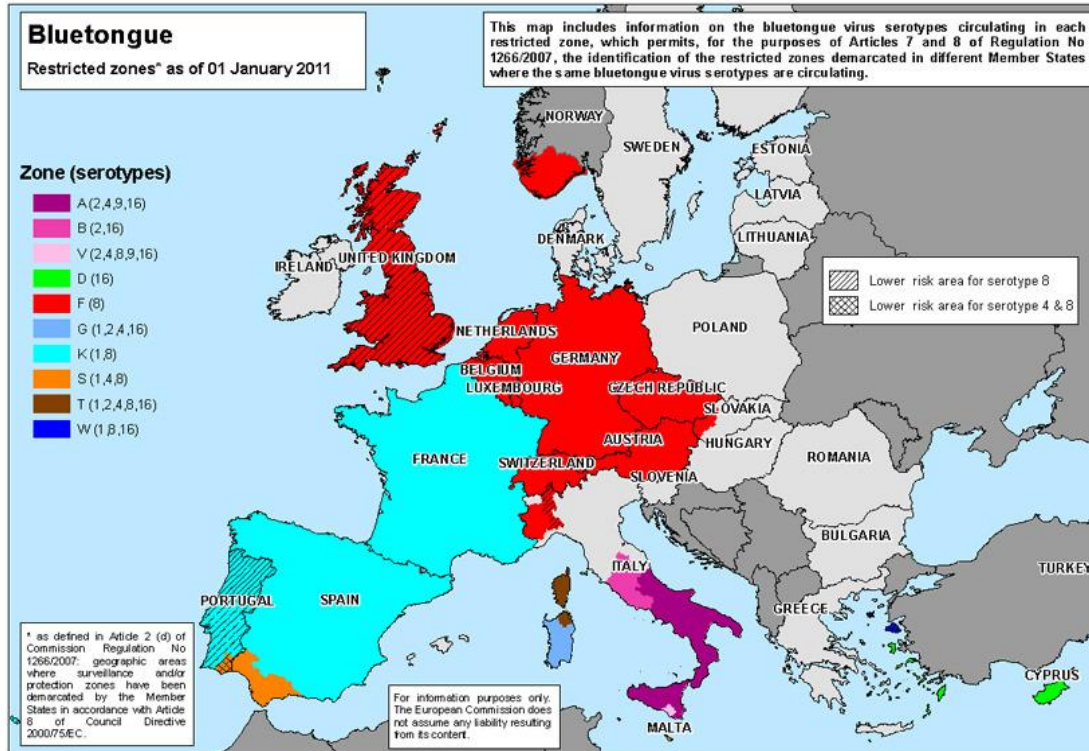 Bluetongue
Restricted zones* as of 01 January 2011
This map includes information on the bluetongue virus serotypes circulating in each
restricted zone, which permits, for the purposes of Articles 7 and 8 of Regulation No
1266/2007, the identification of the restricted zones demarcated in different Member States
where the same bluetongue virus serotypes are circulating.
Zone (serotypes)
A (2,4,9,16)
B (2,16)
V (2,4,8,9,16)
D (16)
F (8)
G (1,2,4,16)
K (1,8)
S (1,4,8)
T (1,2,4,8,16)
W (1,8,16)
Lower risk area for serotype 8
Lower risk area for serotype 4 & 8
NORWAY
SWEDEN
ESTONIA
LATVIA
LITHUANIA
DENMARK
IRELAND
UNITED KINGDOM
NETHERLANDS
POLAND
GERMANY
BELGIUM
LUXEMBOURG
CZECH REPUBLIC
SLOVAKIA
AUSTRIA
HUNGARY
FRANCE
SWITZERLAND
ROMANIA
SLOVENIA
BULGARIA
ITALY
TURKEY
PORTUGAL
SPAIN
GREECE
CYPRUS
MALTA
* as defined in Article 2 (d) of
Commission Regulation No
1266/2007: geographic areas
where surveillance and/or
protection zones have been
demarcated by the Member
States in accordance with Article
8 of Council Directive
2000/75/EC.
For information purposes only.
The European Commission does
not assume any liability resulting
from its content.